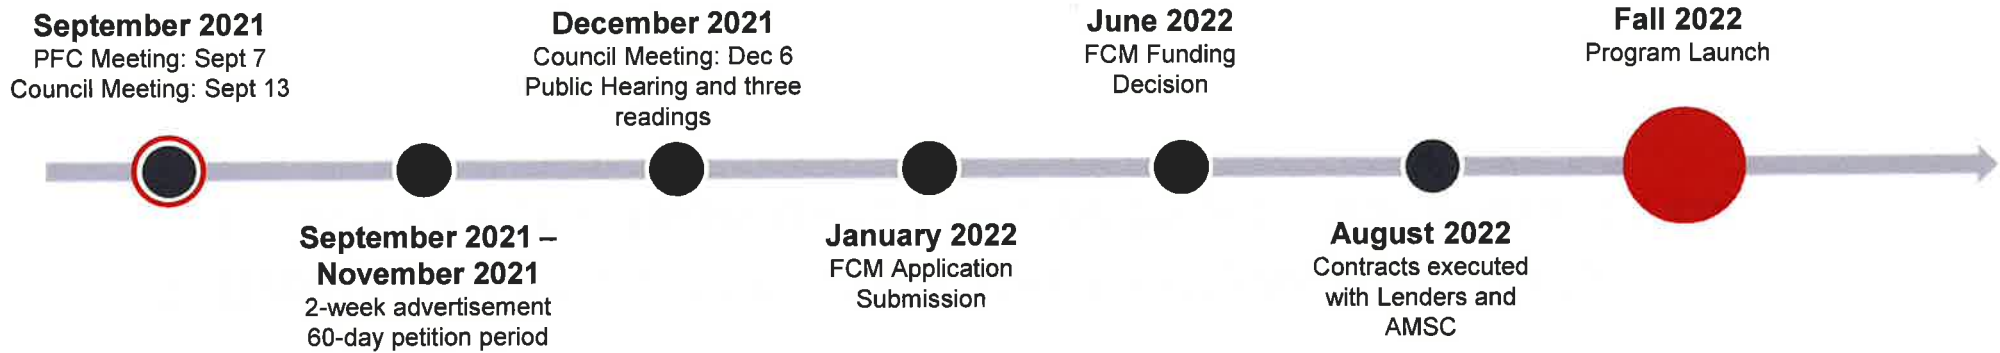 September 2021
PFC Meeting: Sept 7
Council Meeting: Sept 13
September 2021 –
November 2021
2-week advertisement
60-day petition period
December 2021
Council Meeting: Dec 6
Public Hearing and three
readings
January 2022
FCM Application
Submission
June 2022
FCM Funding
Decision
August 2022
Contracts executed
with Lenders and
AMSC
Fall 2022
Program Launch